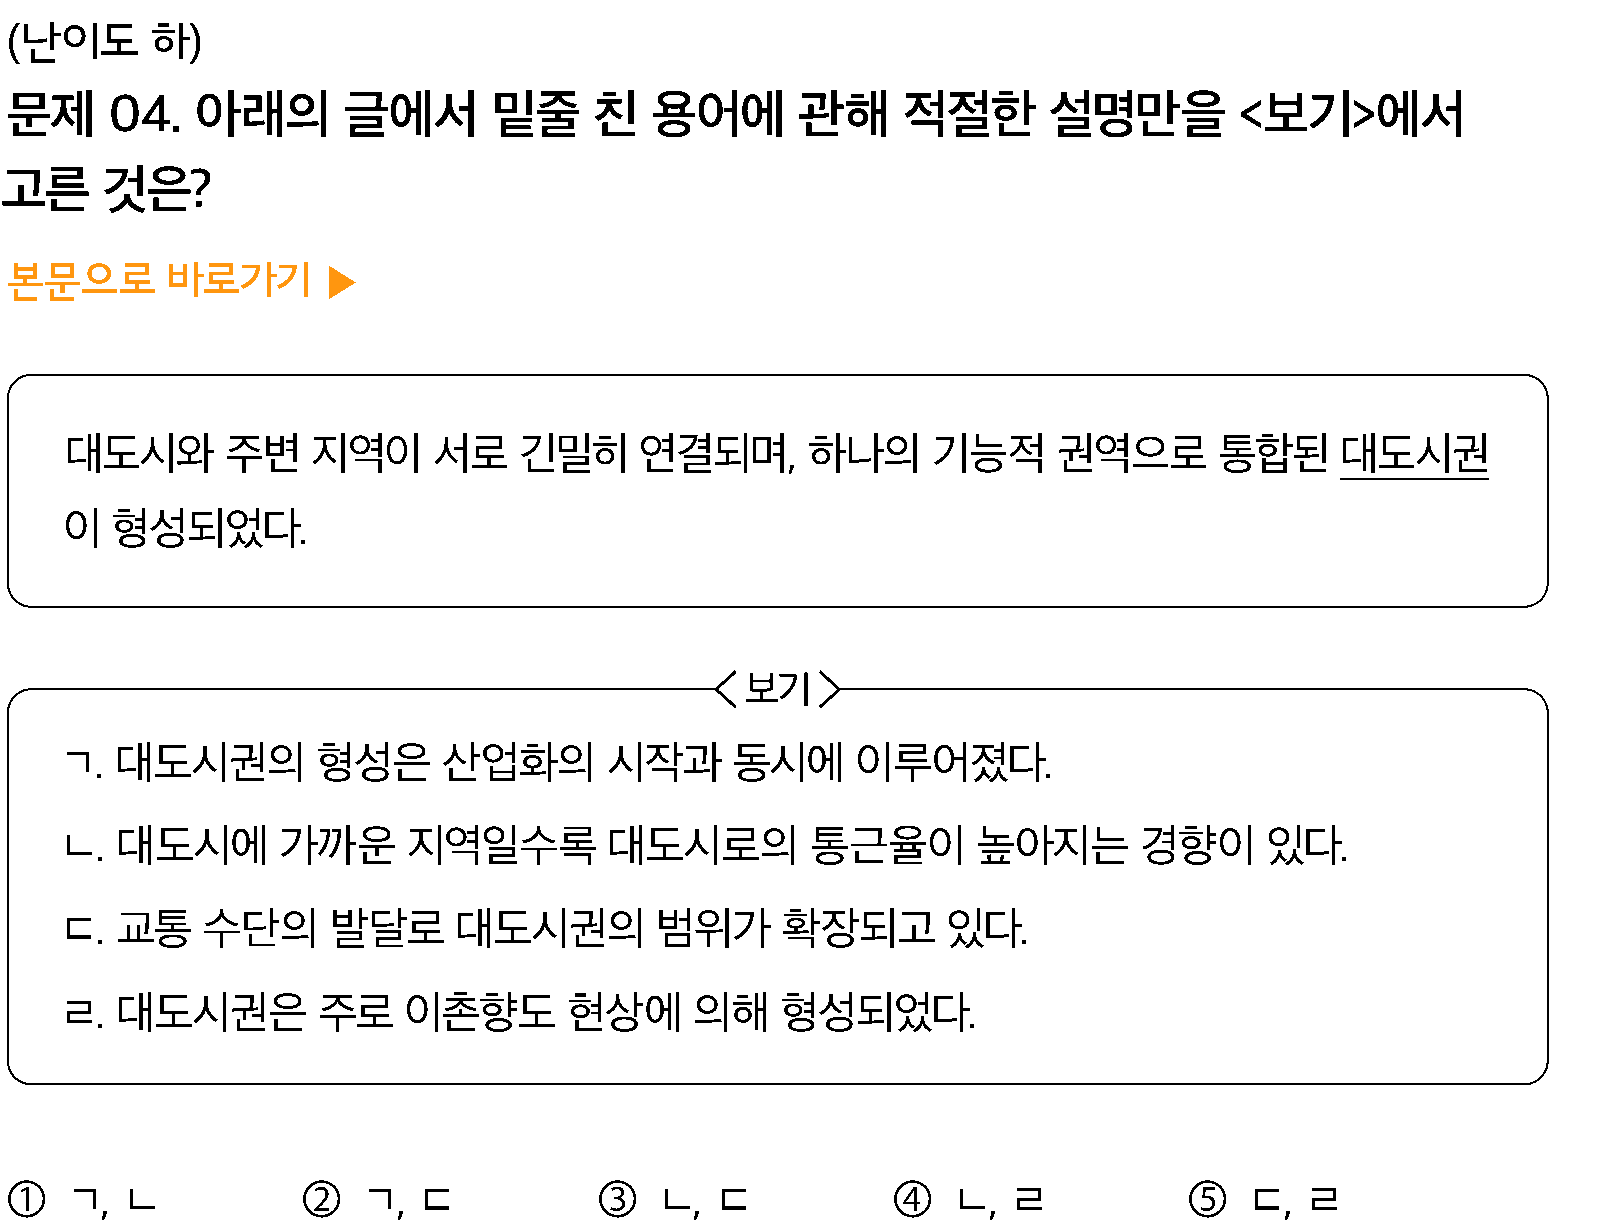 (난이도 하)
문제 04. 아래의 글에서 밑줄 친 용어에 관해 적절한 설명만을 <보기>에서
고른 것은?
본문으로 바로가기 ▶
대도시와 주변 지역이 서로 긴밀히 연결되며, 하나의 기능적 권역으로 통합된 대도시권
이 형성되었다.
<보기>
ㄱ. 대도시권의 형성은 산업화의 시작과 동시에 이루어졌다.
ㄴ. 대도시에 가까운 지역일수록 대도시로의 통근율이 높아지는 경향이 있다.
ㄷ. 교통 수단의 발달로 대도시권의 범위가 확장되고 있다.
ㄹ. 대도시권은 주로 이촌향도 현상에 의해 형성되었다.
① ㄱ, ㄴ ② ㄱ, ㄷ ③ ㄴ, ㄷ ④ ㄴ, ㄹ ⑤ ㄷ, ㄹ